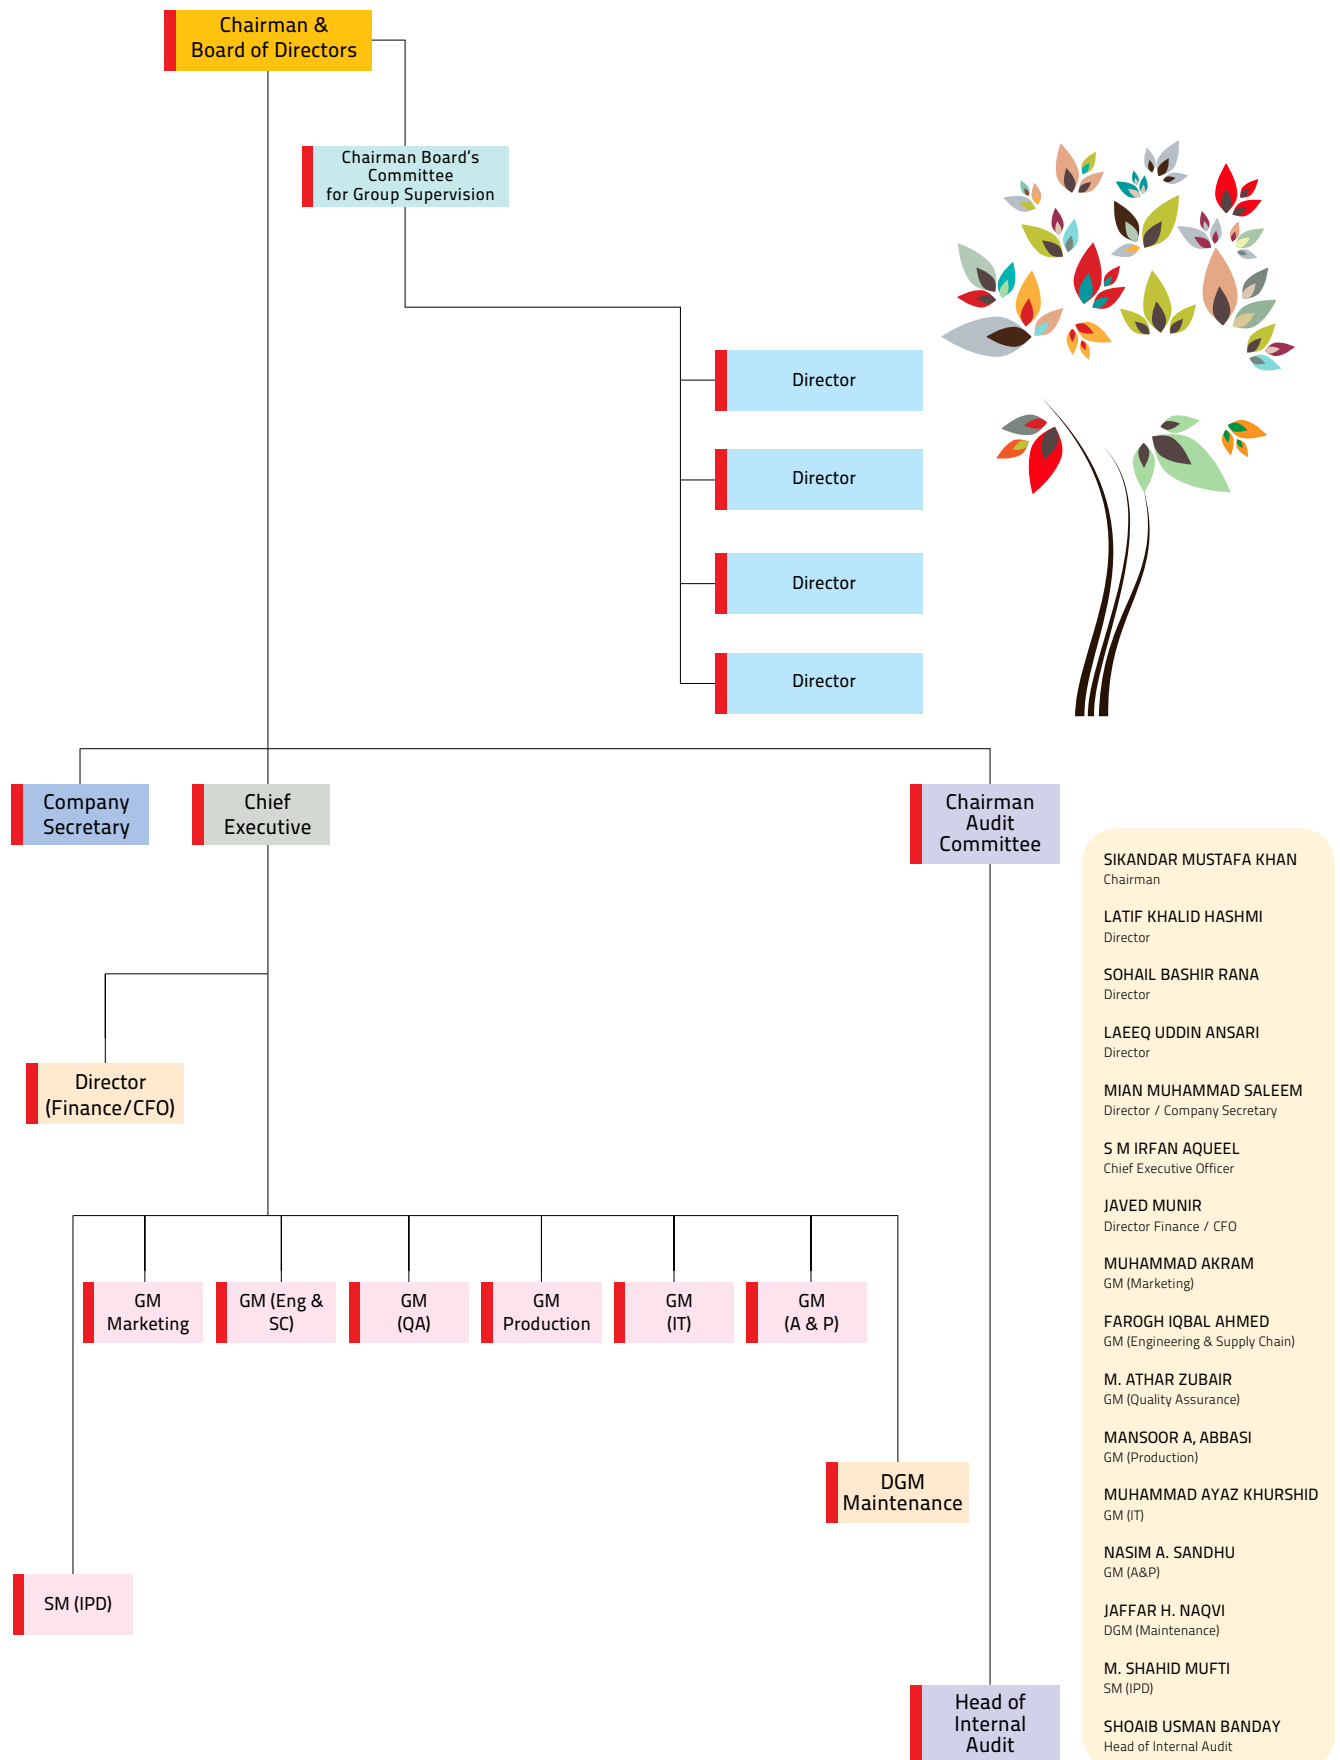 Chairman &
Board of Directors
Chairman Board's
Committee
for Group Supervision
Director
Director
Director
Director
Company
Secretary
Chief
Executive
Chairman
Audit
Committee
Director
(Finance/CFO)
GM
Marketing
GM (Eng &
SC)
GM
(QA)
GM
Production
GM
(IT)
GM
(A & P)
DGM
Maintenance
SM (IPD)
Head of
Internal
Audit
SIKANDAR MUSTAFA KHAN
Chairman
LATIF KHALID HASHMI
Director
SOHAIL BASHIR RANA
Director
LAEEQ UDDIN ANSARI
Director
MIAN MUHAMMAD SALEEM
Director / Company Secretary
S M IRFAN AQUEEL
Chief Executive Officer
JAVED MUNIR
Director Finance / CFO
MUHAMMAD AKRAM
GM (Marketing)
FAROGH IQBAL AHMED
GM (Engineering & Supply Chain)
M. ATHAR ZUBAIR
GM (Quality Assurance)
MANSOOR A, ABBASI
GM (Production)
MUHAMMAD AYAZ KHURSHID
GM (IT)
NASIM A. SANDHU
GM (A&P)
JAFFAR H. NAQVI
DGM (Maintenance)
M. SHAHID MUFTI
SM (IPD)
SHOAIB USMAN BANDAY
Head of Internal Audit